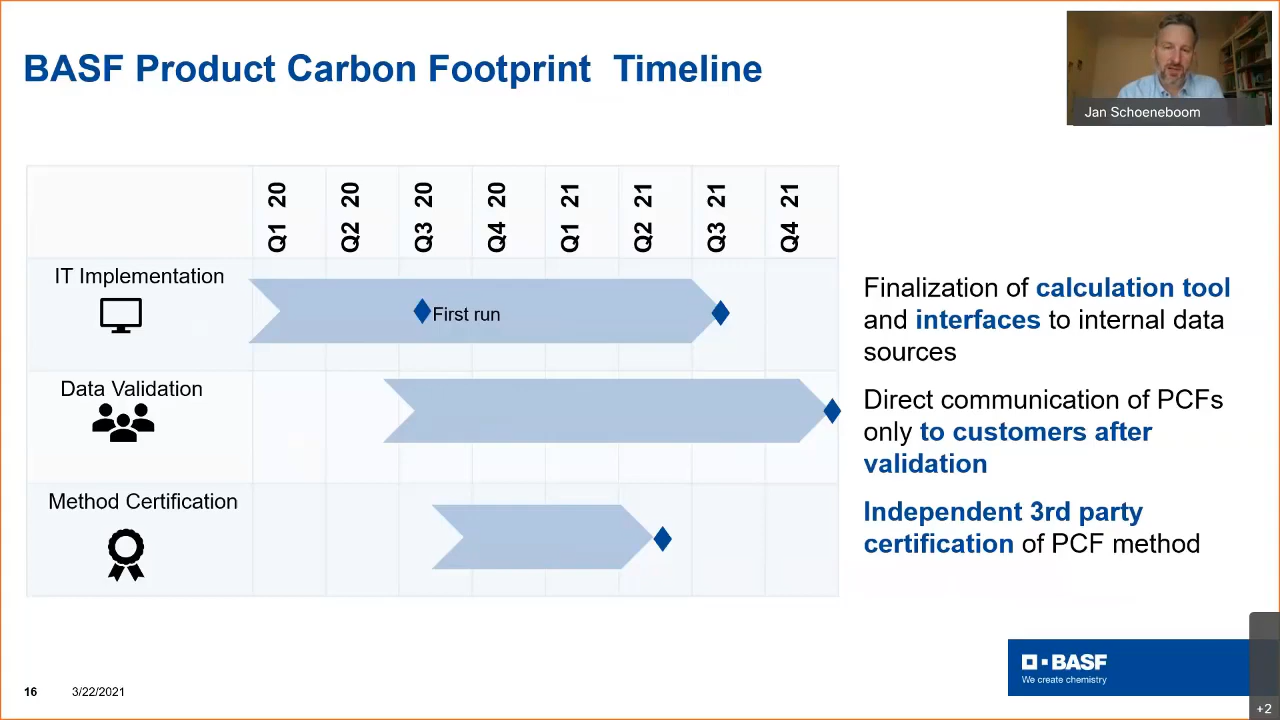 BASF Product Carbon Footprint Timeline
Jan Schoeneboom
Q1 20
Q2 20
Q3 20
Q4 20
Q1 21
Q2 21
Q3 21
Q4 21
IT Implementation
First run
Finalization of calculation tool
and interfaces to internal data
sources
Data Validation
Direct communication of PCFs
only to customers after
validation
Method Certification
Independent 3rd party
certification of PCF method
BASF
We create chemistry
16 3/22/2021
+2